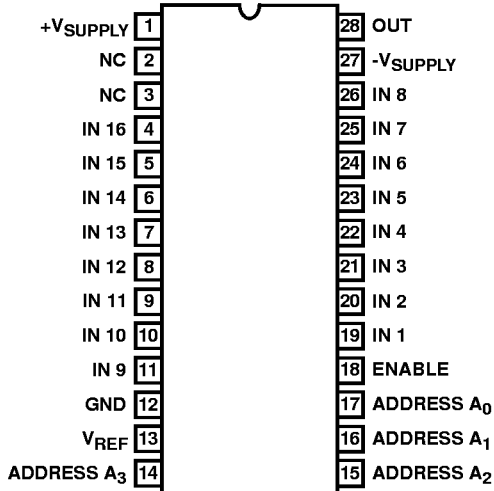 +VSUPPLY 1 28 OUT
NC 2 27 -VSUPPLY
NC 3 26 IN 8
IN 16 4 25 IN 7
IN 15 5 24 IN 6
IN 14 6 23 IN 5
IN 13 7 22 IN 4
IN 12 8 21 IN 3
IN 11 9 20 IN 2
IN 10 10 19 IN 1
IN 9 11 18 ENABLE
GND 12 17 ADDRESS A0
VREF 13 16 ADDRESS A1
ADDRESS A3 14 15 ADDRESS A2